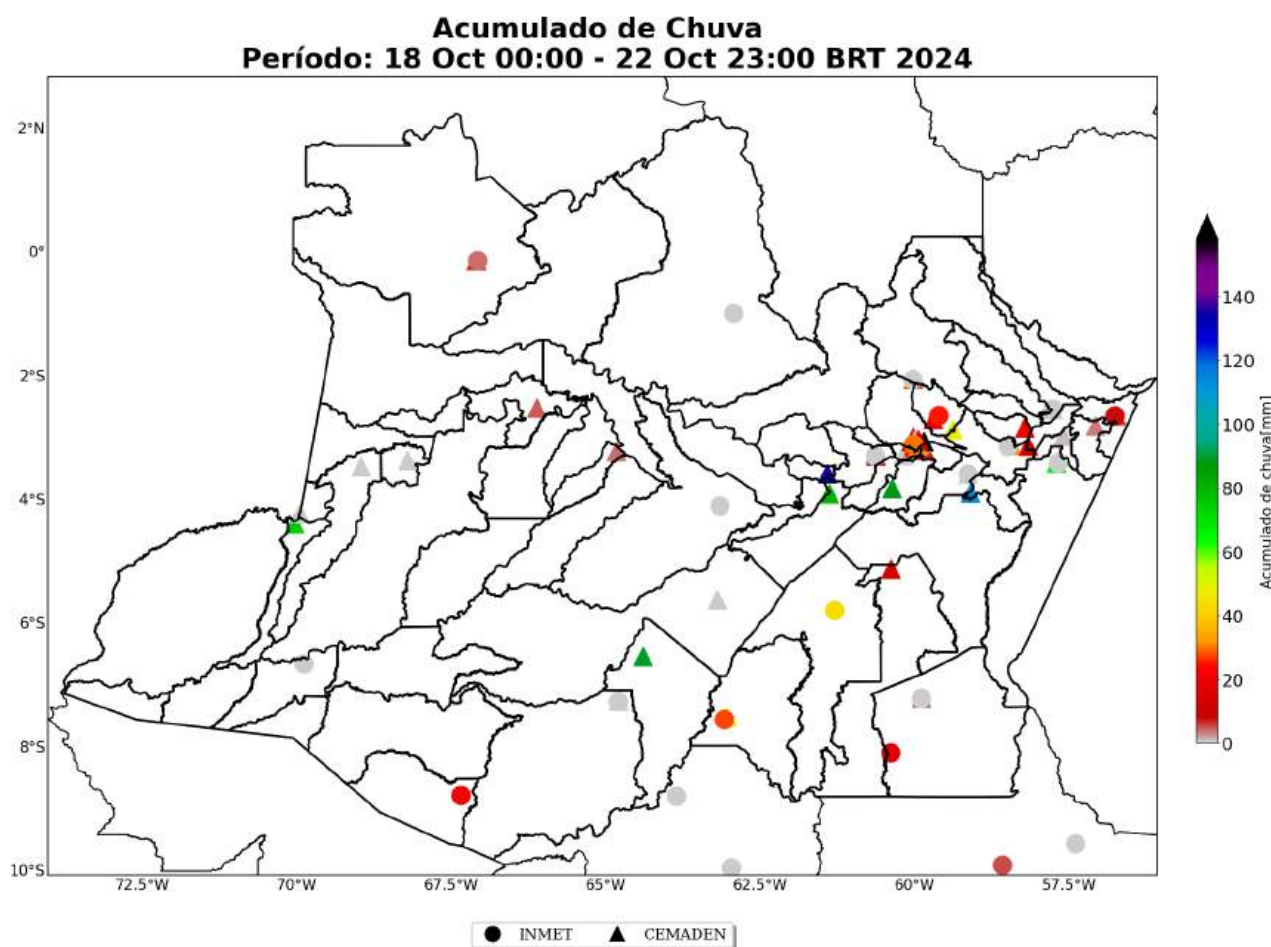 Acumulado de Chuva
Período: 18 Oct 00:00 - 22 Oct 23:00 BRT 2024
2°N
0°
2°S
4°S
6°S
8°S
10°S
72.5°W 70°W 67.5°W 65°W 62.5°W 60°W 57.5°W
140
120
100
80
60
40
20
0
Acumulado de chuva[mm]
INMET CEMADEN